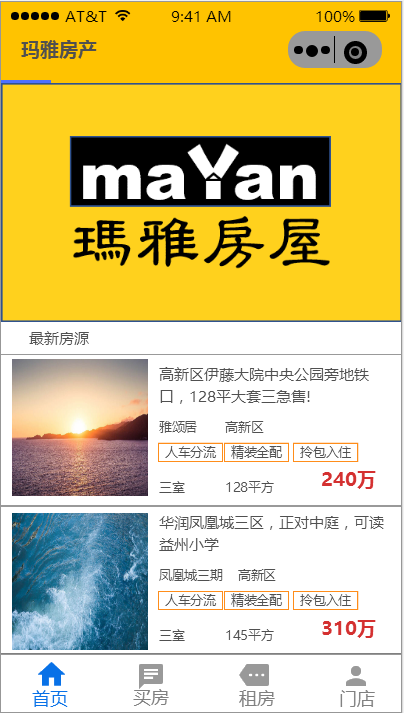 AT&T 9:41 AM 100%
玛雅房产
maYan
瑪雅房屋
最新房源
高新区伊藤大院中央公园旁地铁
口，128平大套三急售!
雅颂居 高新区
人车分流 精装全配 拎包入住
三室 128平方 240万
华润凤凰城三区，正对中庭，可读
益州小学
凤凰城三期 高新区
人车分流 精装全配 拎包入住
三室 145平方 310万
首页 买房 租房 门店